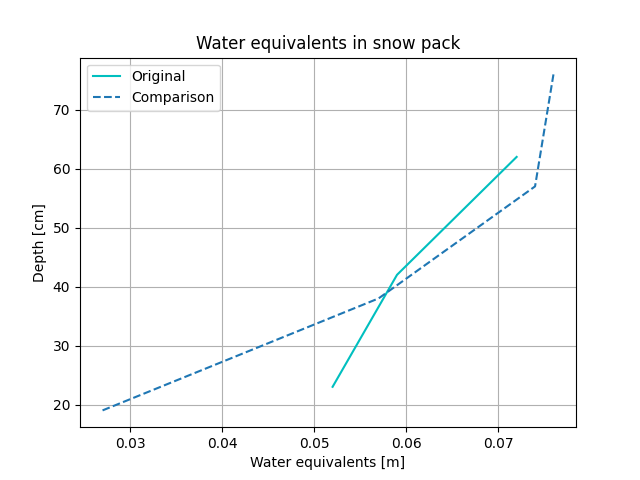 Water equivalents in snow pack
Original
Comparison
70
60
50
40
30
20
Depth [cm]
0.03 0.04 0.05 0.06 0.07
Water equivalents [m]